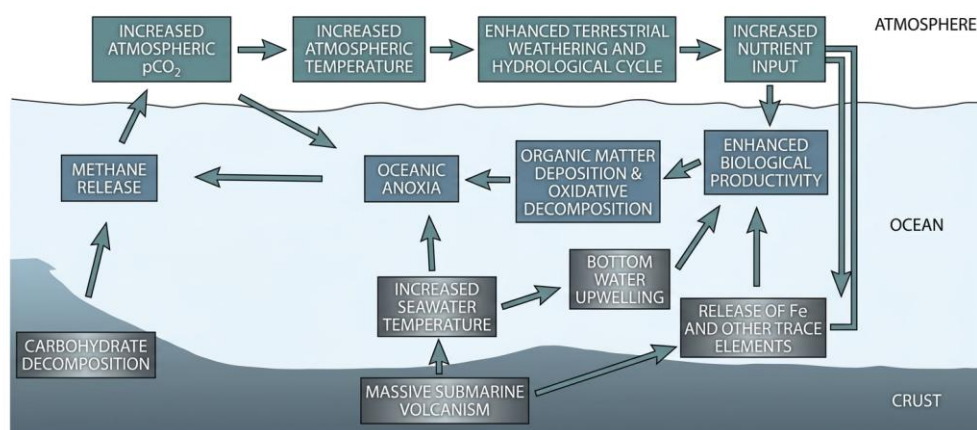 INCREASED
ATMOSPHERIC
pCO₂
INCREASED
ATMOSPHERIC
TEMPERATURE
ENHANCED TERRESTRIAL
WEATHERING AND
HYDROLOGICAL CYCLE
INCREASED
NUTRIENT
INPUT
ATMOSPHERE
METHANE
RELEASE
OCEANIC
ANOXIA
ORGANIC MATTER
DEPOSITION &
OXIDATIVE
DECOMPOSITION
ENHANCED
BIOLOGICAL
PRODUCTIVITY
OCEAN
BOTTOM
WATER
UPWELLING
INCREASED
SEAWATER
TEMPERATURE
RELEASE OF Fe
AND OTHER TRACE
ELEMENTS
CARBOHYDRATE
DECOMPOSITION
MASSIVE SUBMARINE
VOLCANISM
CRUST